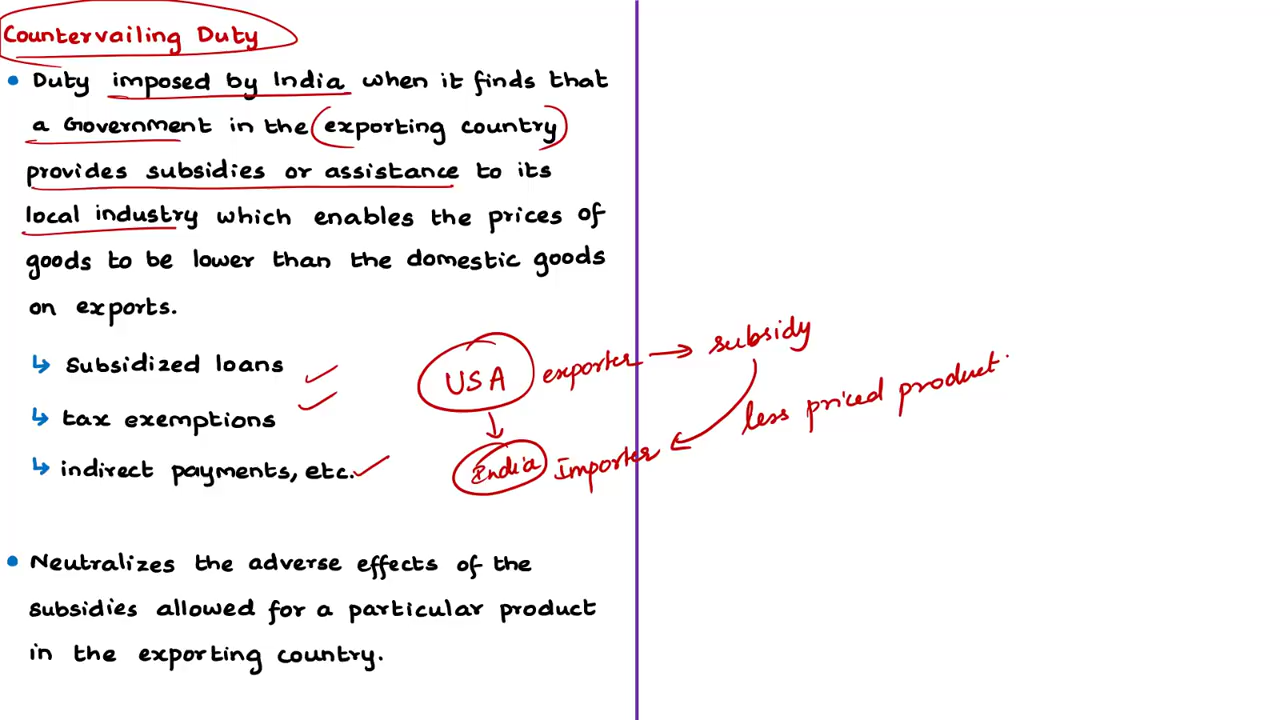 Countervailing Duty
• Duty imposed by India when it finds that
a Government in the (exporting country)
provides subsidies or assistance to its
local industry which enables the prices of
goods to be lower than the domestic goods
on exports.
↳ Subsidized loans ✓
↳ tax exemptions ✓
↳ indirect payments, etc. ✓
USA exporter → subsidy
less priced product.
India Importer
• Neutralizes the adverse effects of the
subsidies allowed for a particular product
in the exporting country.